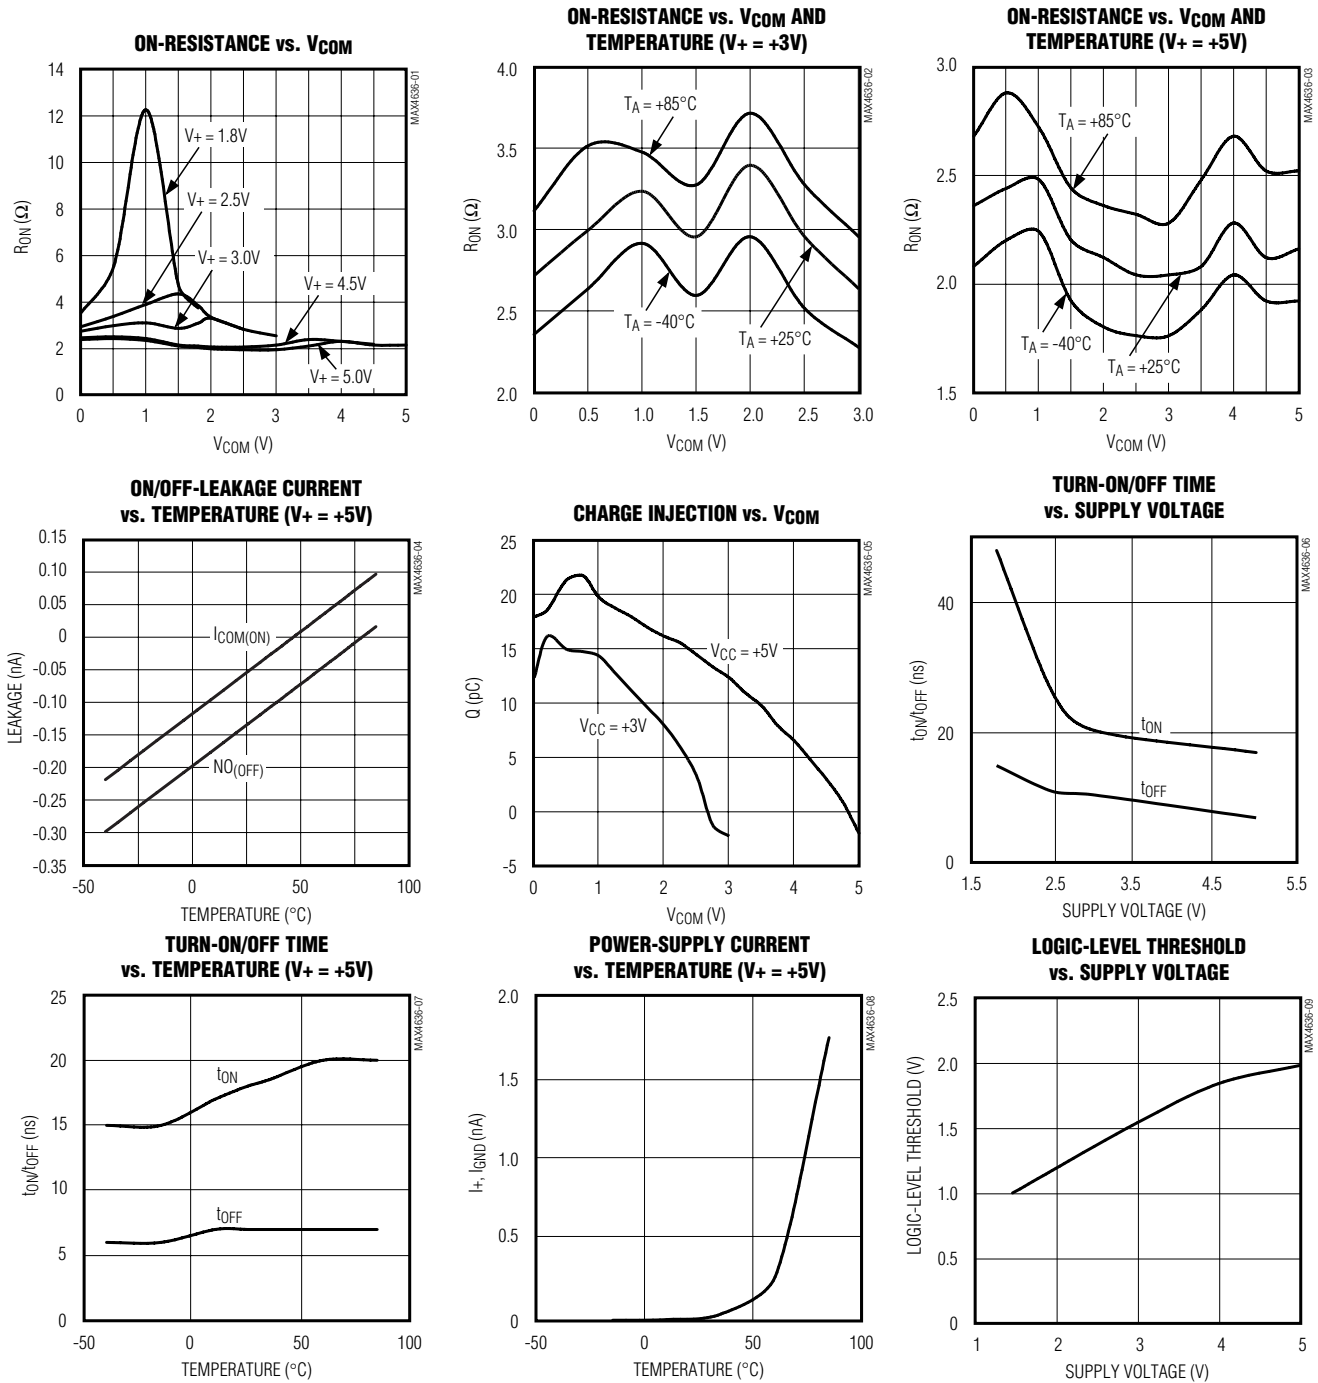 ON-RESISTANCE vs. VCOM
MAX4636-01
14
12
10
8
6
4
2
0
RON (Ω)
V+ = 1.8V
V+ = 2.5V
V+ = 3.0V
V+ = 4.5V
V+ = 5.0V
0 1 2 3 4 5
VCOM (V)
ON-RESISTANCE vs. VCOM AND
TEMPERATURE (V+ = +3V)
MAX4636-02
4.0
3.5
3.0
2.5
2.0
RON (Ω)
TA = +85°C
TA = -40°C
TA = +25°C
0 0.5 1.0 1.5 2.0 2.5 3.0
VCOM (V)
ON-RESISTANCE vs. VCOM AND
TEMPERATURE (V+ = +5V)
MAX4636-03
3.0
2.5
2.0
1.5
RON (Ω)
TA = +85°C
TA = -40°C
TA = +25°C
0 1 2 3 4 5
VCOM (V)
ON/OFF-LEAKAGE CURRENT
vs. TEMPERATURE (V+ = +5V)
MAX4636-04
0.15
0.10
0.05
0
-0.05
-0.10
-0.15
-0.20
-0.25
-0.30
-0.35
LEAKAGE (nA)
ICOM(ON)
NO(OFF)
-50 0 50 100
TEMPERATURE (°C)
CHARGE INJECTION vs. VCOM
MAX4636-05
25
20
15
10
5
0
-5
Q (pC)
VCC = +5V
VCC = +3V
0 1 2 3 4 5
VCOM (V)
TURN-ON/OFF TIME
vs. SUPPLY VOLTAGE
MAX4636-06
40
20
0
tON/tOFF (ns)
tON
tOFF
1.5 2.5 3.5 4.5 5.5
SUPPLY VOLTAGE (V)
TURN-ON/OFF TIME
vs. TEMPERATURE (V+ = +5V)
MAX4636-07
25
20
15
10
5
0
tON/tOFF (ns)
tON
tOFF
-50 0 50 100
TEMPERATURE (°C)
POWER-SUPPLY CURRENT
vs. TEMPERATURE (V+ = +5V)
MAX4636-08
2.0
1.5
1.0
0.5
0
I+, IGND (nA)
-50 0 50 100
TEMPERATURE (°C)
LOGIC-LEVEL THRESHOLD
vs. SUPPLY VOLTAGE
MAX4636-09
2.5
2.0
1.5
1.0
0.5
0
LOGIC-LEVEL THRESHOLD (V)
1 2 3 4 5
SUPPLY VOLTAGE (V)